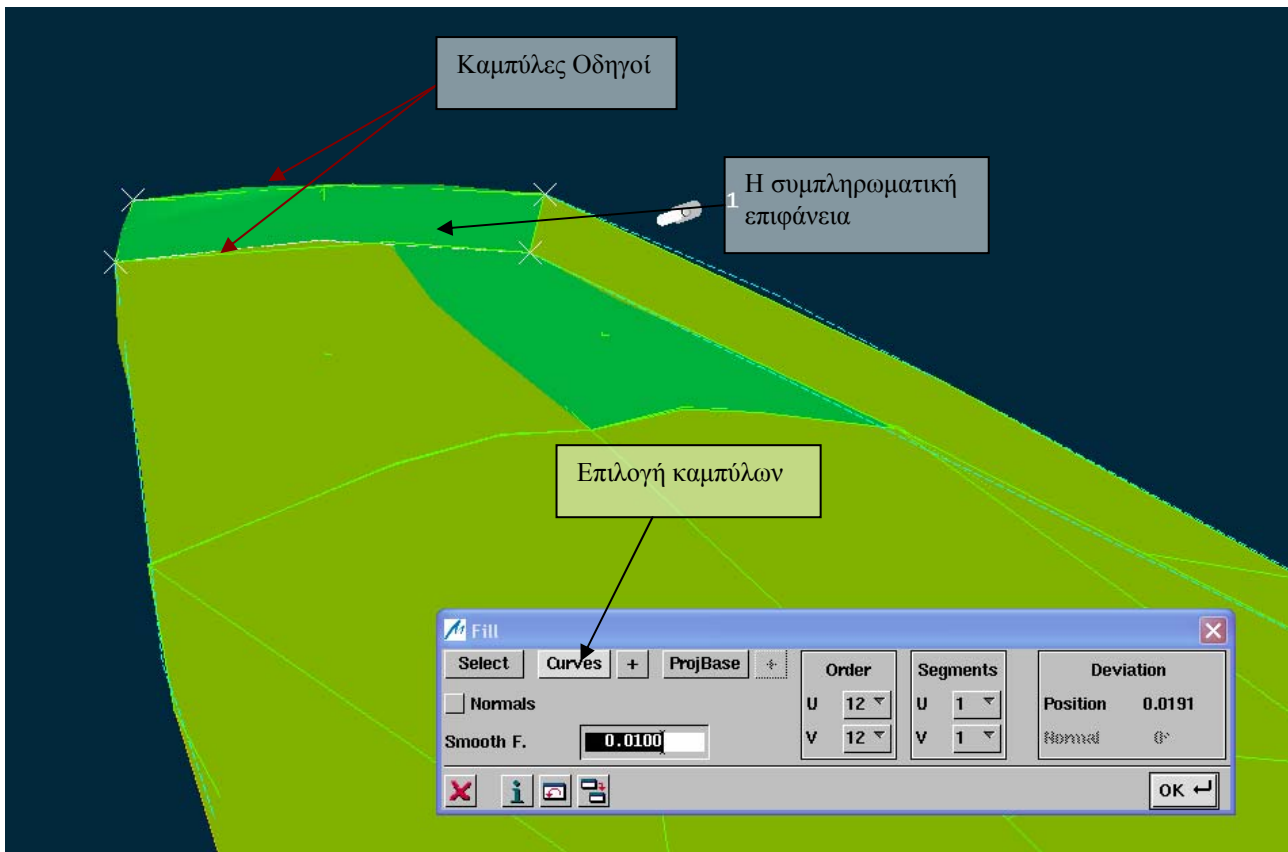 Καμπύλες Οδηγοί
Η συμπληρωματική
1
επιφάνεια
Επιλογή καμπύλων
Fill
Select Curves + ProjBase + Order Segments Deviation
Normals U 12 U 1 Position 0.0191
Smooth F. 0.0100 V 12 V 1 Normal 0°
i OK